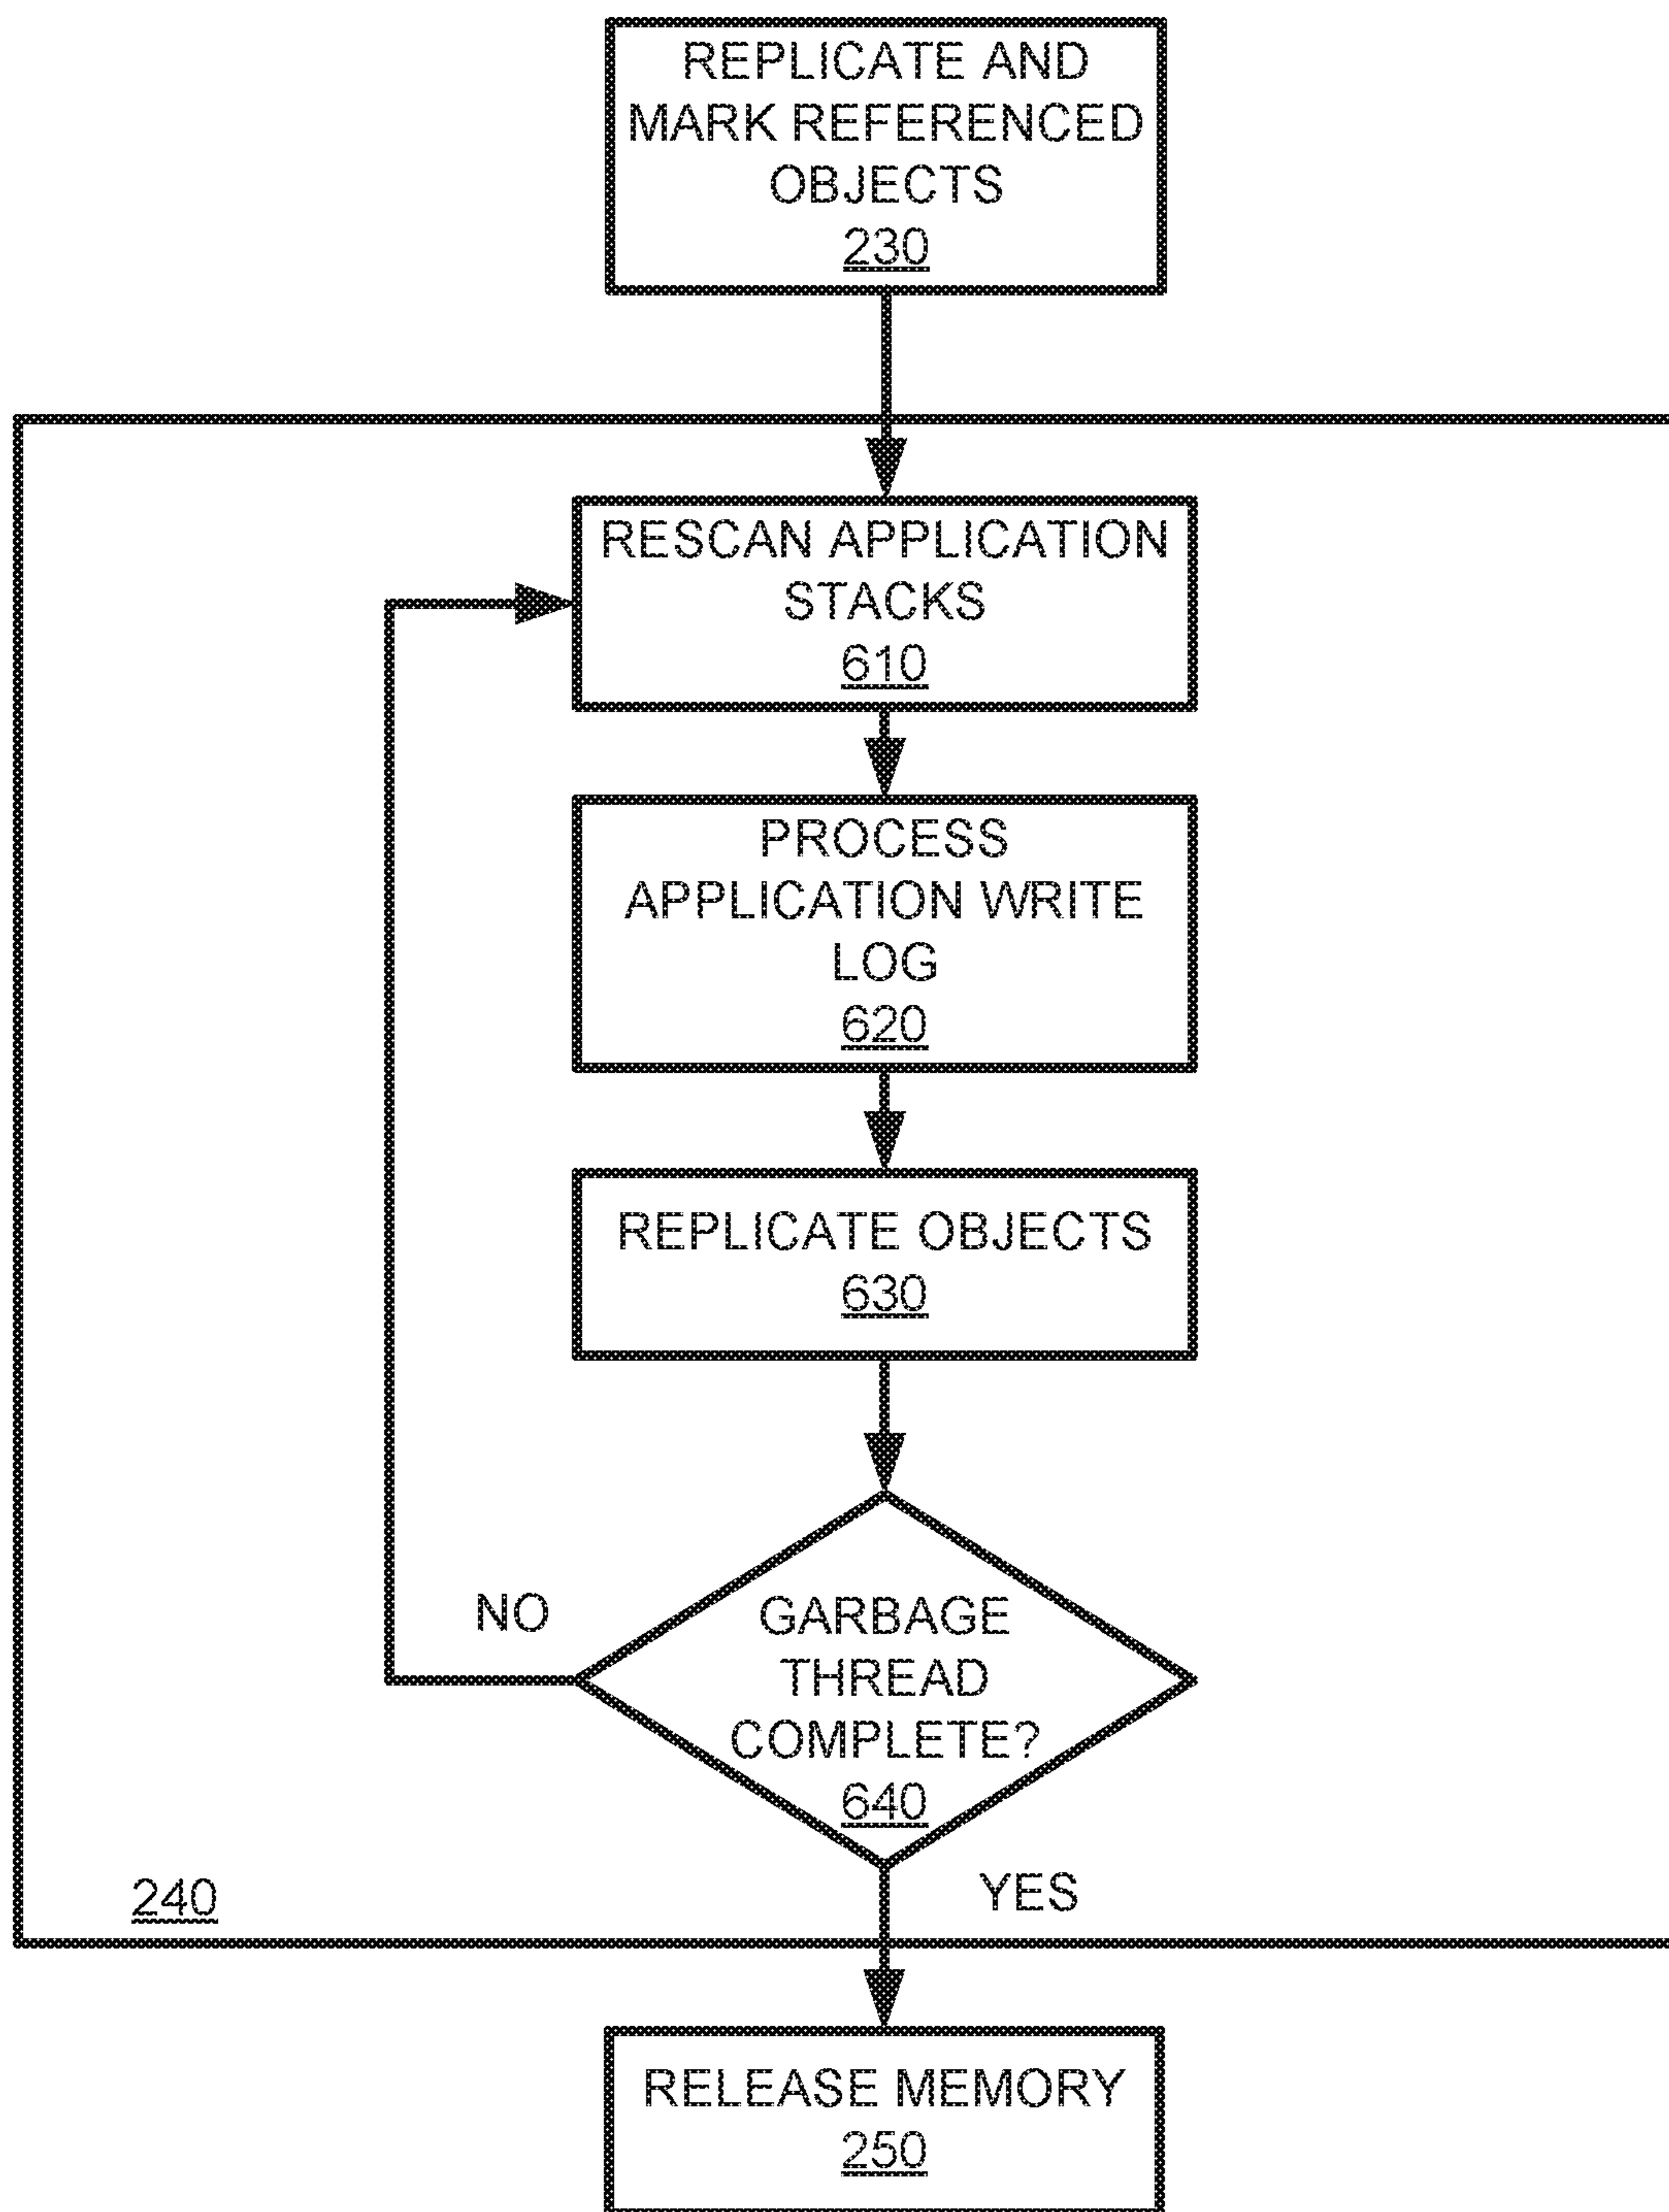 REPLICATE AND
MARK REFERENCED
OBJECTS
230
RESCAN APPLICATION
STACKS
610
PROCESS
APPLICATION WRITE
LOG
620
REPLICATE OBJECTS
630
NO
GARBAGE
THREAD
COMPLETE?
640
240
YES
RELEASE MEMORY
250